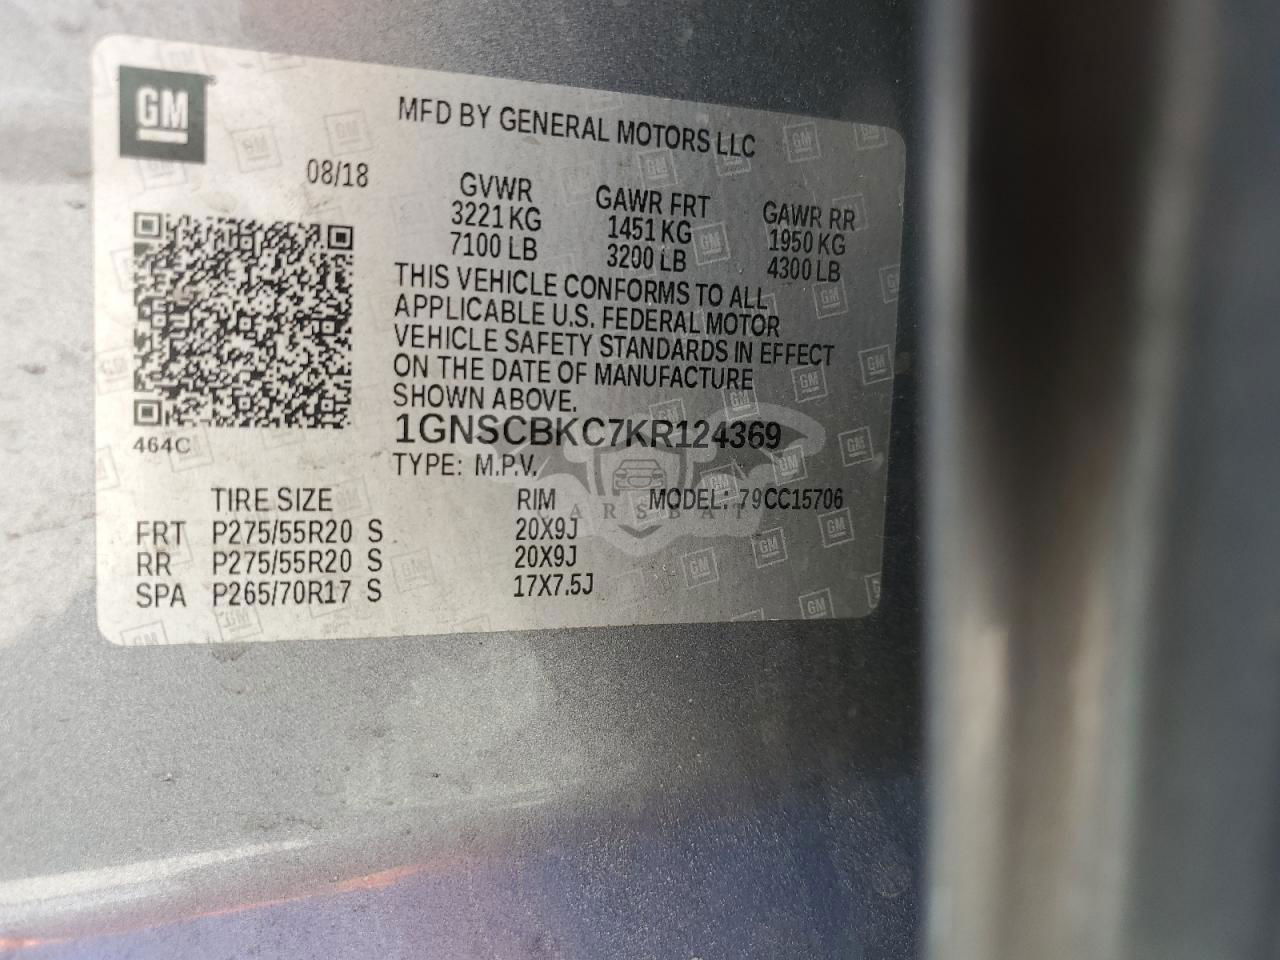 GM
MFD BY GENERAL MOTORS LLC
08/18
GVWR GAWR FRT GAWR RR
3221 KG 1451 KG 1950 KG
7100 LB 3200 LB 4300 LB
THIS VEHICLE CONFORMS TO ALL
APPLICABLE U.S. FEDERAL MOTOR
VEHICLE SAFETY STANDARDS IN EFFECT
ON THE DATE OF MANUFACTURE
SHOWN ABOVE.
464C
1GNSCBKC7KR124369
TYPE: M.P.V.
TIRE SIZE RIM MODEL: 79CC15706
CARSBAT
FRT P275/55R20 S 20X9J
RR P275/55R20 S 20X9J
SPA P265/70R17 S 17X7.5J